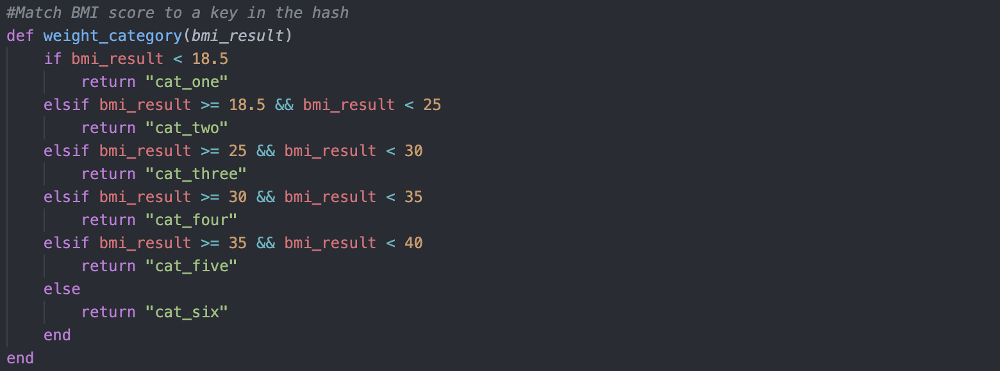 #Match BMI score to a key in the hash
def weight_category(bmi_result)
    if bmi_result < 18.5
        return "cat_one"
    elsif bmi_result >= 18.5 && bmi_result < 25
        return "cat_two"
    elsif bmi_result >= 25 && bmi_result < 30
        return "cat_three"
    elsif bmi_result >= 30 && bmi_result < 35
        return "cat_four"
    elsif bmi_result >= 35 && bmi_result < 40
        return "cat_five"
    else
        return "cat_six"
    end
end